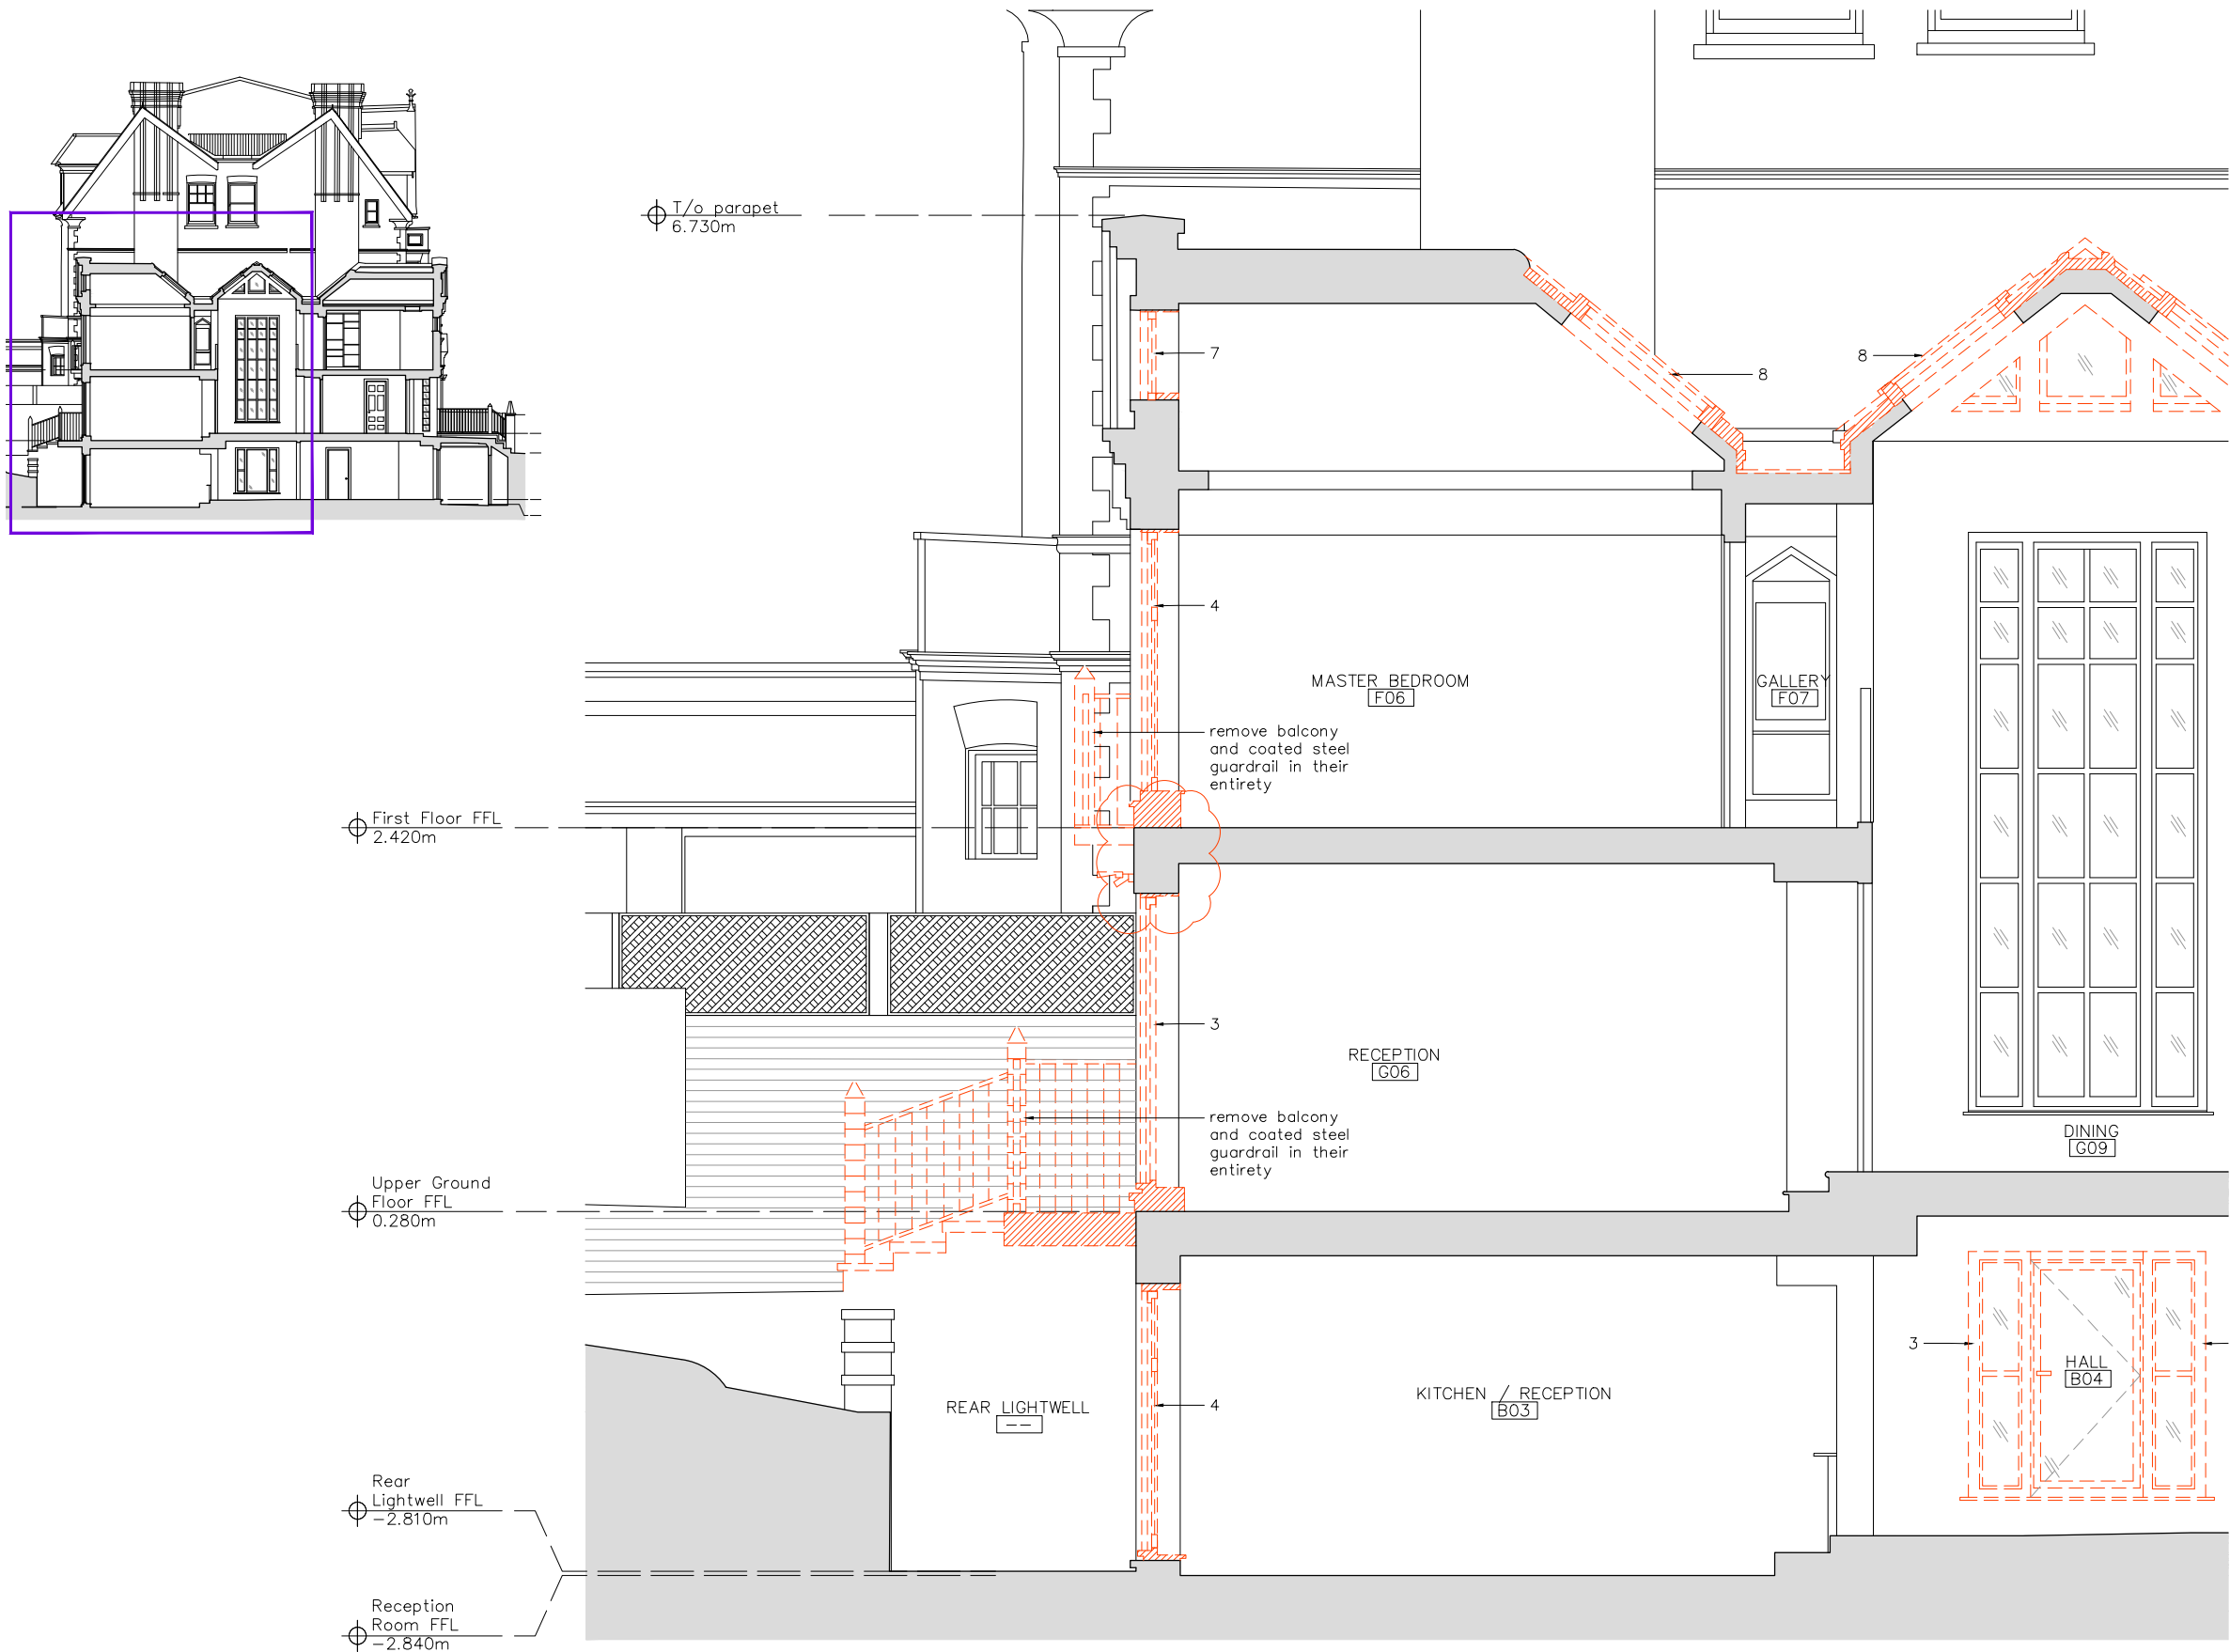 T/o parapet
6.730m
7
8
8
4
MASTER BEDROOM
F06
GALLERY
F07
remove balcony
and coated steel
guardrail in their
entirety
First Floor FFL
2.420m
3
RECEPTION
G06
remove balcony
and coated steel
guardrail in their
entirety
DINING
G09
Upper Ground
Floor FFL
0.280m
3
HALL
B04
REAR LIGHTWELL
--
4
KITCHEN / RECEPTION
B03
Rear
Lightwell FFL
-2.810m
Reception
Room FFL
-2.840m